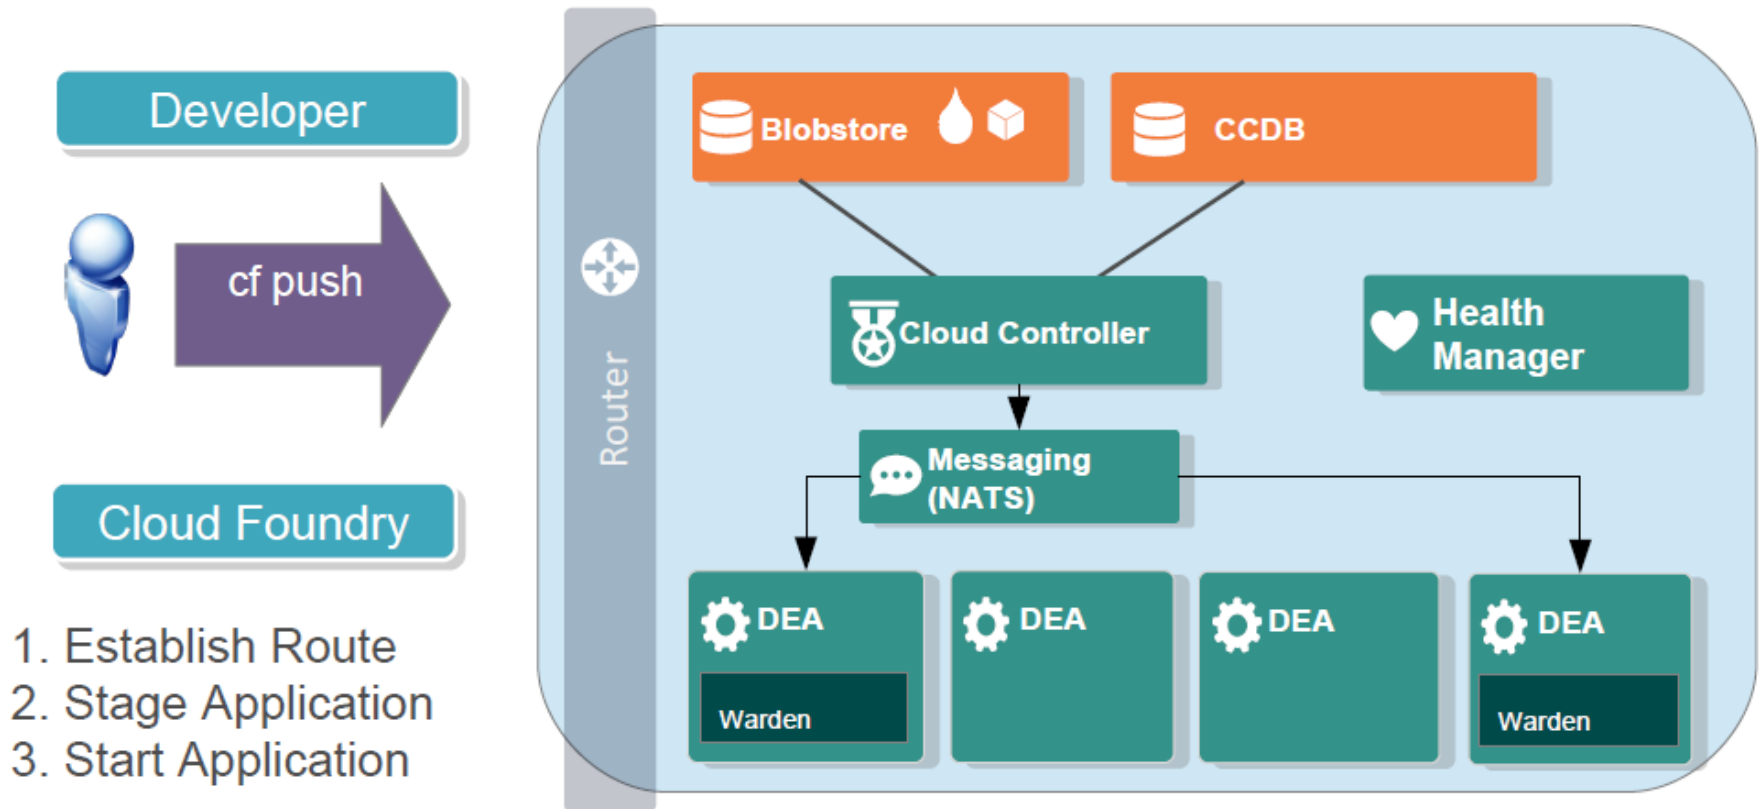 Developer
cf push
Cloud Foundry
1. Establish Route
2. Stage Application
3. Start Application
Router
Blobstore
CCDB
Cloud Controller
Health
Manager
Messaging
(NATS)
DEA
Warden
DEA
DEA
DEA
Warden